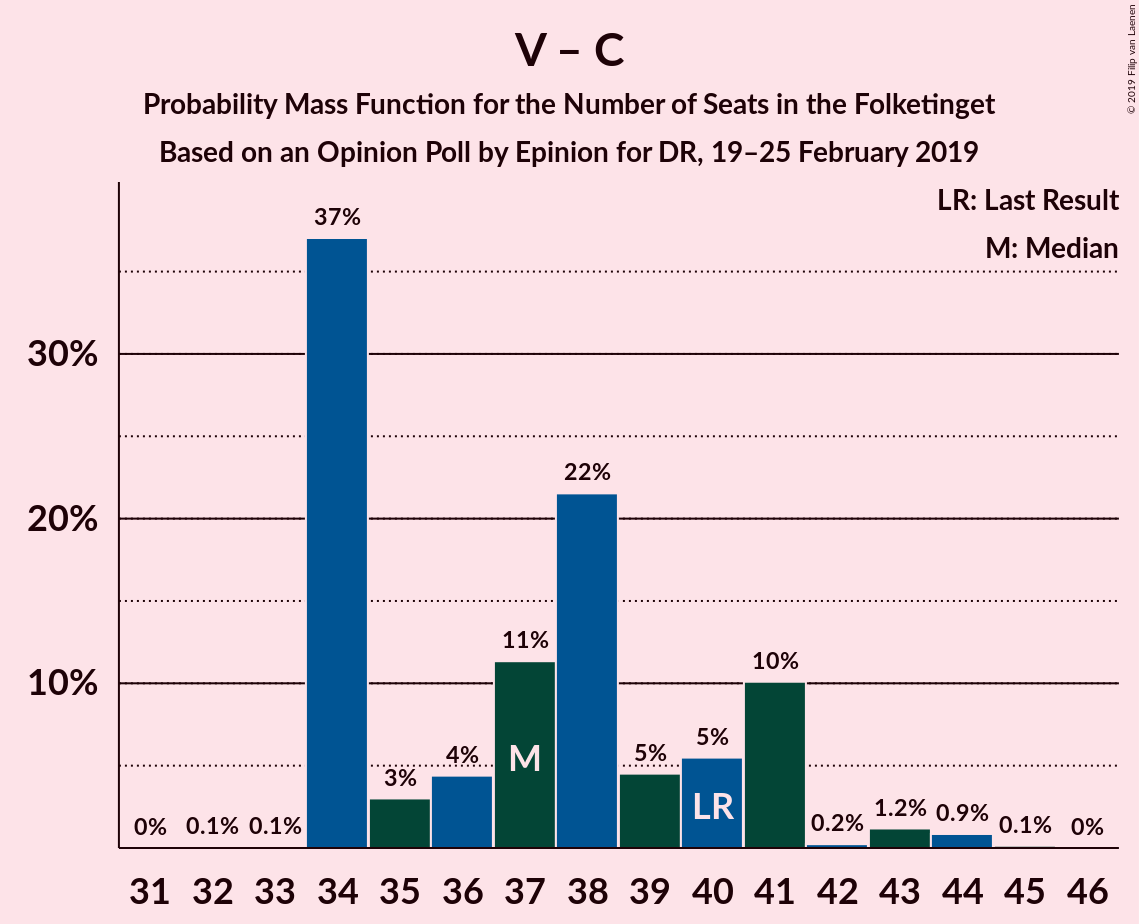 V – C
Probability Mass Function for the Number of Seats in the Folketinget
Based on an Opinion Poll by Epinion for DR, 19–25 February 2019
© 2019 Filip van Laenen
LR: Last Result
M: Median
30%
20%
10%
0%
0.1%
0.1%
37%
3%
4%
11%
22%
5%
5%
10%
0.2%
1.2%
0.9%
0.1%
0%
M
LR
31 32 33 34 35 36 37 38 39 40 41 42 43 44 45 46